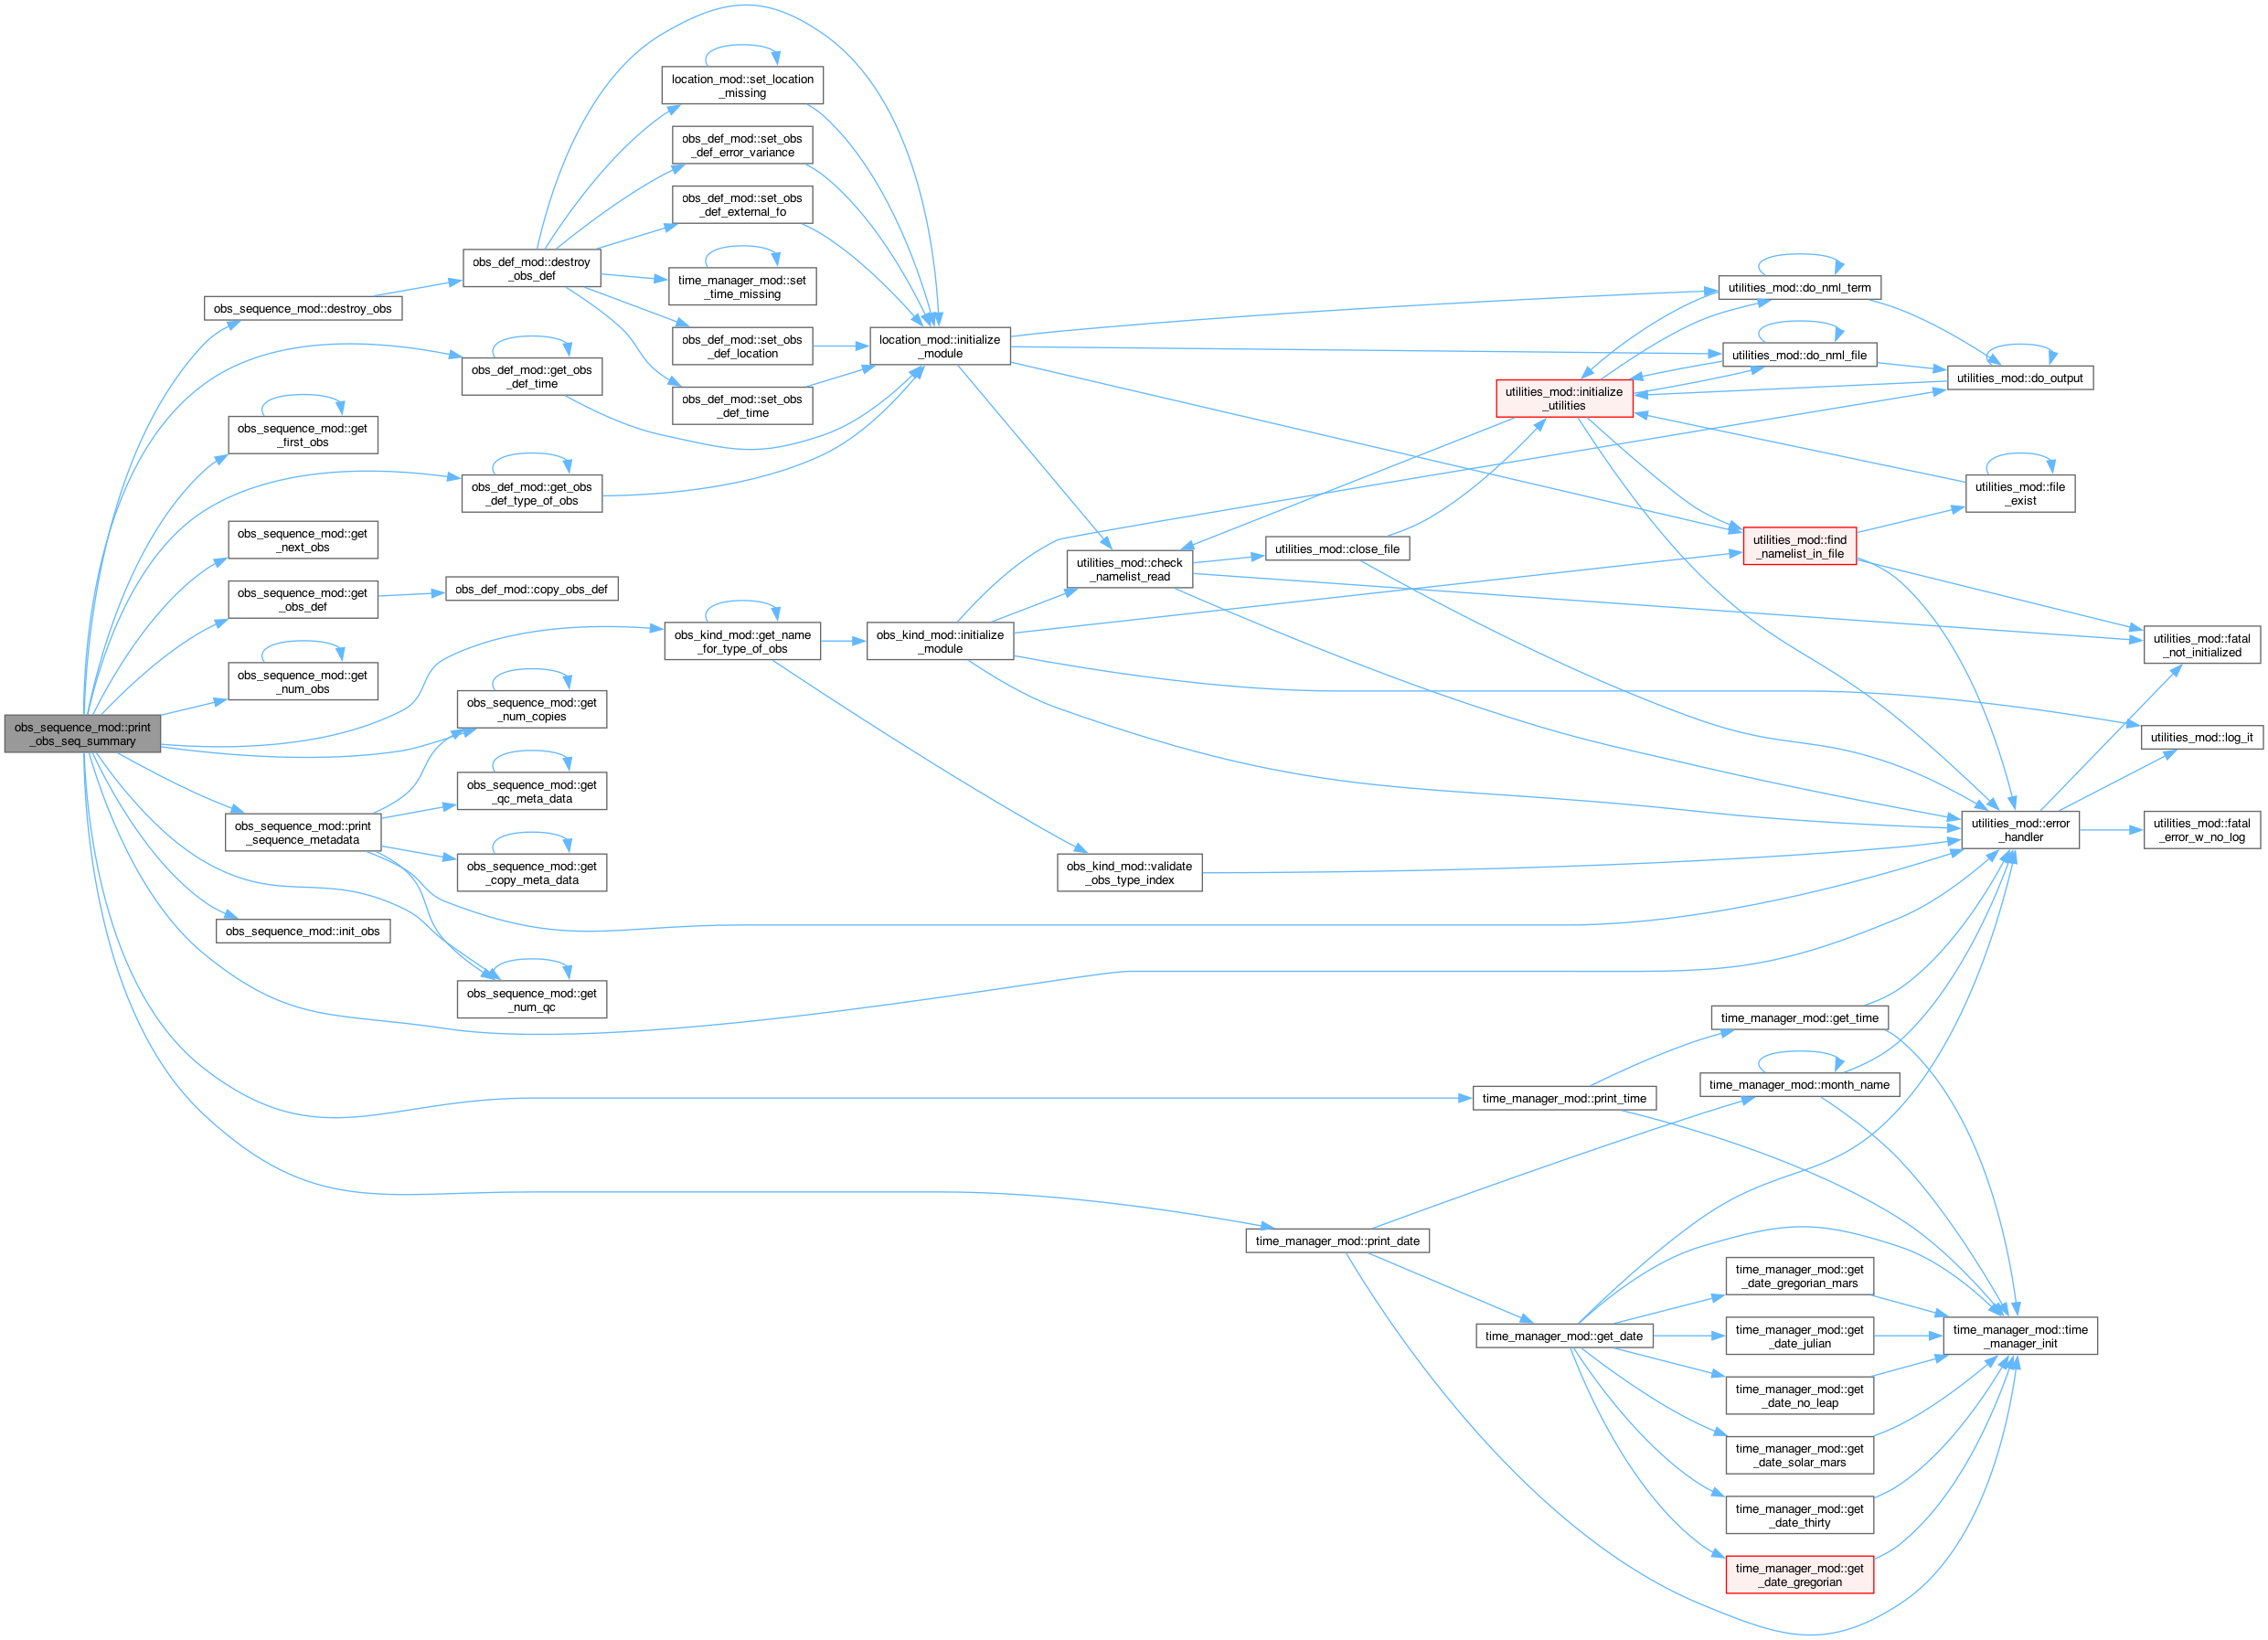 location_mod::set_location
_missing
obs_def_mod::set_obs
_def_error_variance
obs_def_mod::set_obs
_def_external_fo
obs_def_mod::destroy
_obs_def
time_manager_mod::set
_time_missing
utilities_mod::do_nml_term
obs_sequence_mod::destroy_obs
obs_def_mod::set_obs
_def_location
location_mod::initialize
_module
utilities_mod::do_nml_file
obs_def_mod::get_obs
_def_time
utilities_mod::do_output
utilities_mod::initialize
_utilities
obs_def_mod::set_obs
_def_time
obs_sequence_mod::get
_first_obs
obs_def_mod::get_obs
_def_type_of_obs
utilities_mod::file
_exist
obs_sequence_mod::get
_next_obs
utilities_mod::close_file
utilities_mod::find
_namelist_in_file
utilities_mod::check
_namelist_read
obs_sequence_mod::get
_obs_def
obs_def_mod::copy_obs_def
obs_kind_mod::get_name
_for_type_of_obs
obs_kind_mod::initialize
_module
utilities_mod::fatal
_not_initialized
obs_sequence_mod::get
_num_obs
obs_sequence_mod::get
_num_copies
obs_sequence_mod::print
_obs_seq_summary
utilities_mod::log_it
obs_sequence_mod::get
_qc_meta_data
obs_sequence_mod::print
_sequence_metadata
utilities_mod::error
_handler
utilities_mod::fatal
_error_w_no_log
obs_sequence_mod::get
_copy_meta_data
obs_kind_mod::validate
_obs_type_index
obs_sequence_mod::init_obs
obs_sequence_mod::get
_num_qc
time_manager_mod::get_time
time_manager_mod::month_name
time_manager_mod::print_time
time_manager_mod::print_date
time_manager_mod::get
_date_gregorian_mars
time_manager_mod::get_date
time_manager_mod::get
_date_julian
time_manager_mod::time
_manager_init
time_manager_mod::get
_date_no_leap
time_manager_mod::get
_date_solar_mars
time_manager_mod::get
_date_thirty
time_manager_mod::get
_date_gregorian